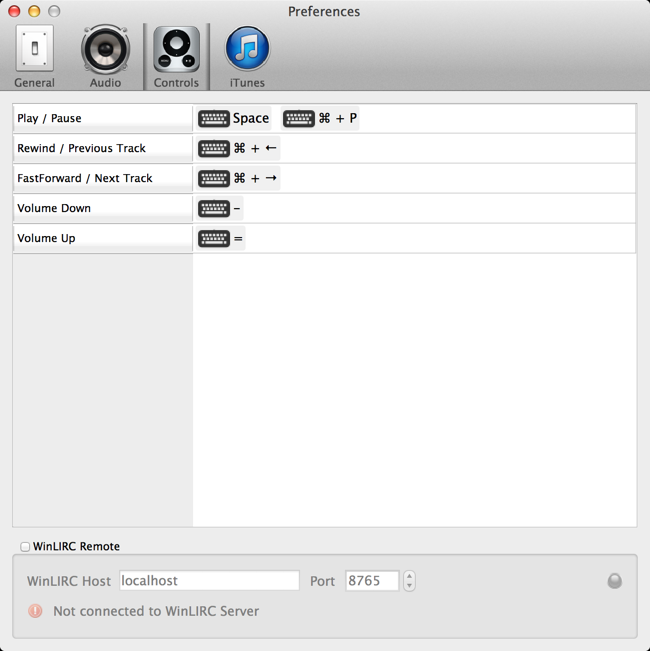 Preferences
General Audio Controls iTunes
Play / Pause Space ⌘ + P
Rewind / Previous Track ⌘ + ←
FastForward / Next Track ⌘ + →
Volume Down –
Volume Up =
WinLIRC Remote
WinLIRC Host localhost Port 8765
Not connected to WinLIRC Server